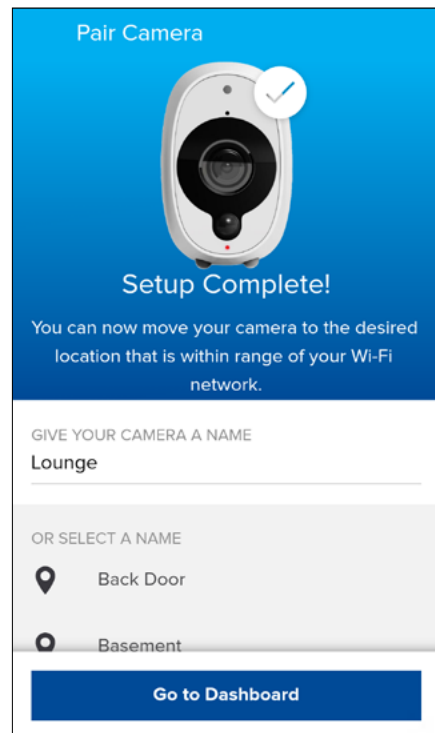 Pair Camera
Setup Complete!
You can now move your camera to the desired
location that is within range of your Wi-Fi
network.
GIVE YOUR CAMERA A NAME
Lounge
OR SELECT A NAME
Back Door
Basement
Go to Dashboard